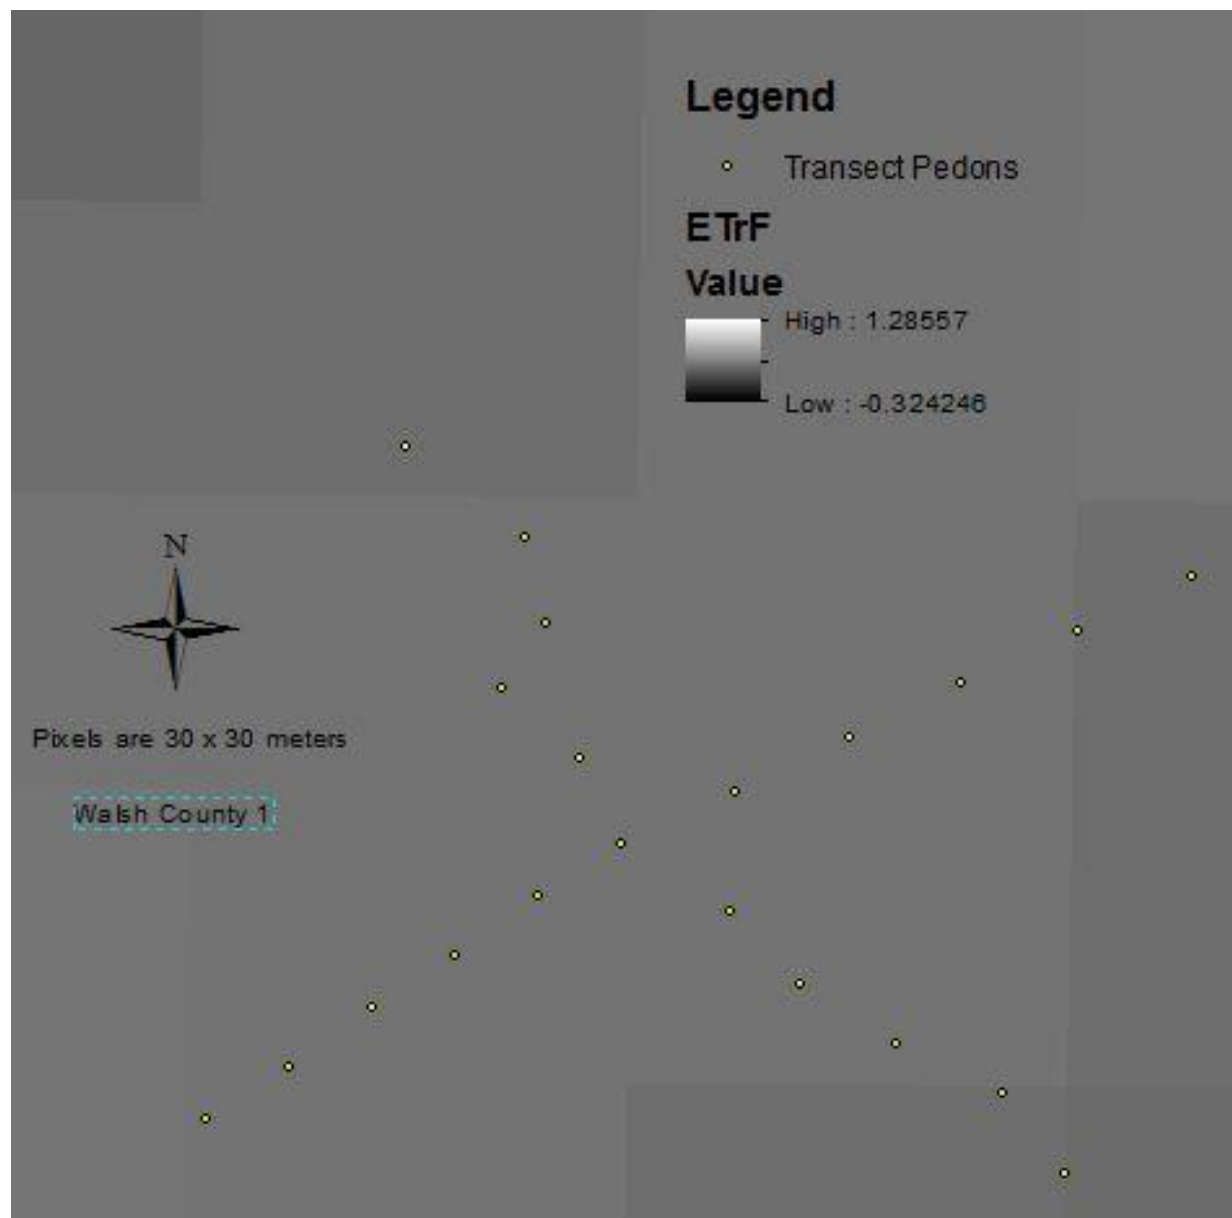 Legend
Transect Pedons
ETrF
Value
High : 1.28557
Low : -0.324246
N
Pixels are 30 x 30 meters
Walsh County 1